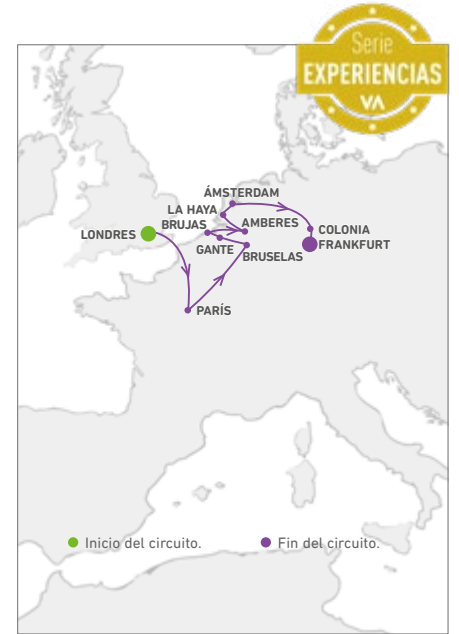 Serie
EXPERIENCIAS
VA
ÁMSTERDAM
LA HAYA
BRUJAS
AMBERES
LONDRES
COLONIA
GANTE
FRANKFURT
BRUSELAS
PARÍS
Inicio del circuito.
Fin del circuito.